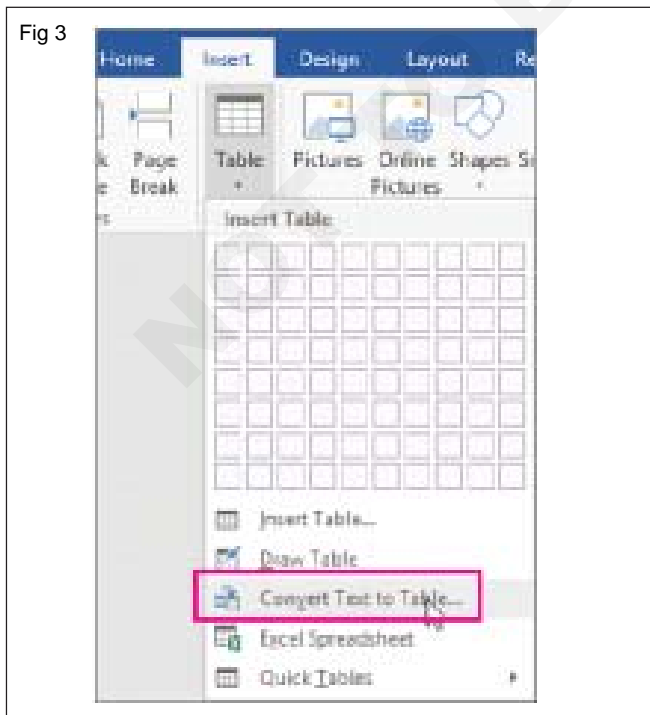 Fig 3
Home Insert Design Layout Re
Page Table Pictures Online Shapes
Break Pictures
Insert Table
Insert Table...
Draw Table
Convert Text to Table...
Excel Spreadsheet
Quick Tables